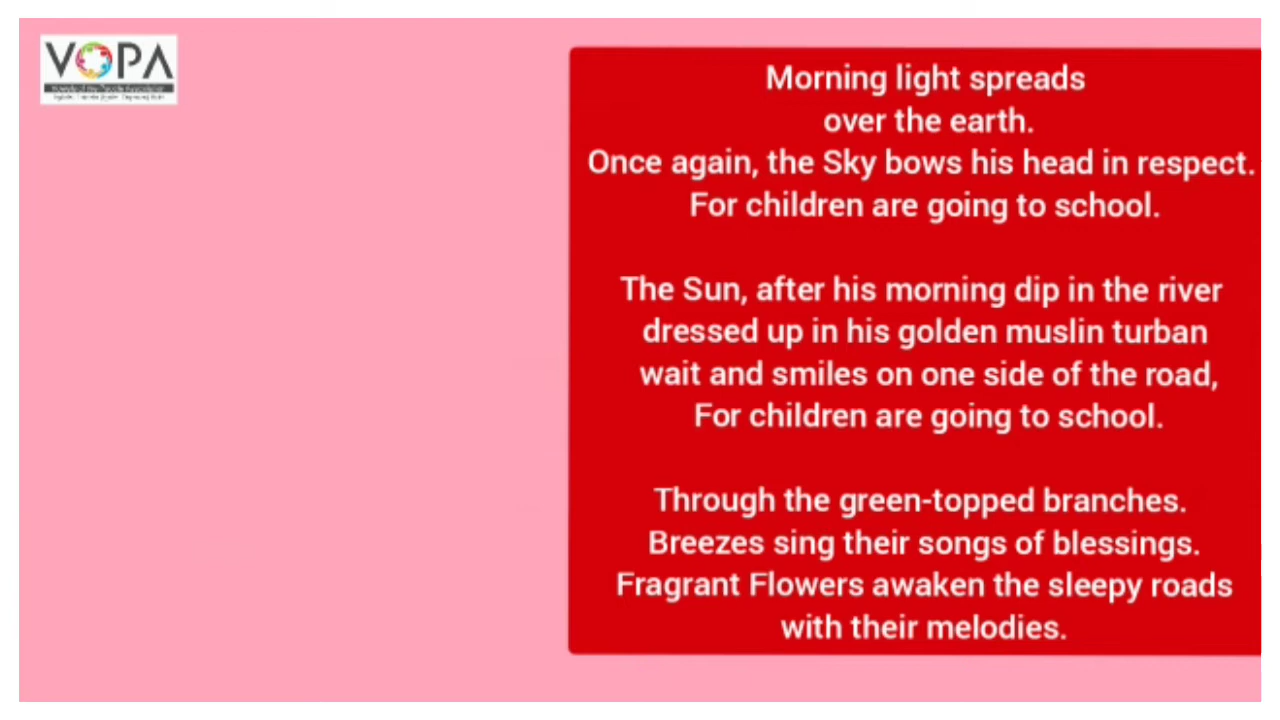 VOPA
Morning light spreads
over the earth.
Once again, the Sky bows his head in respect.
For children are going to school.
The Sun, after his morning dip in the river
dressed up in his golden muslin turban
wait and smiles on one side of the road,
For children are going to school.
Through the green-topped branches.
Breezes sing their songs of blessings.
Fragrant Flowers awaken the sleepy roads
with their melodies.